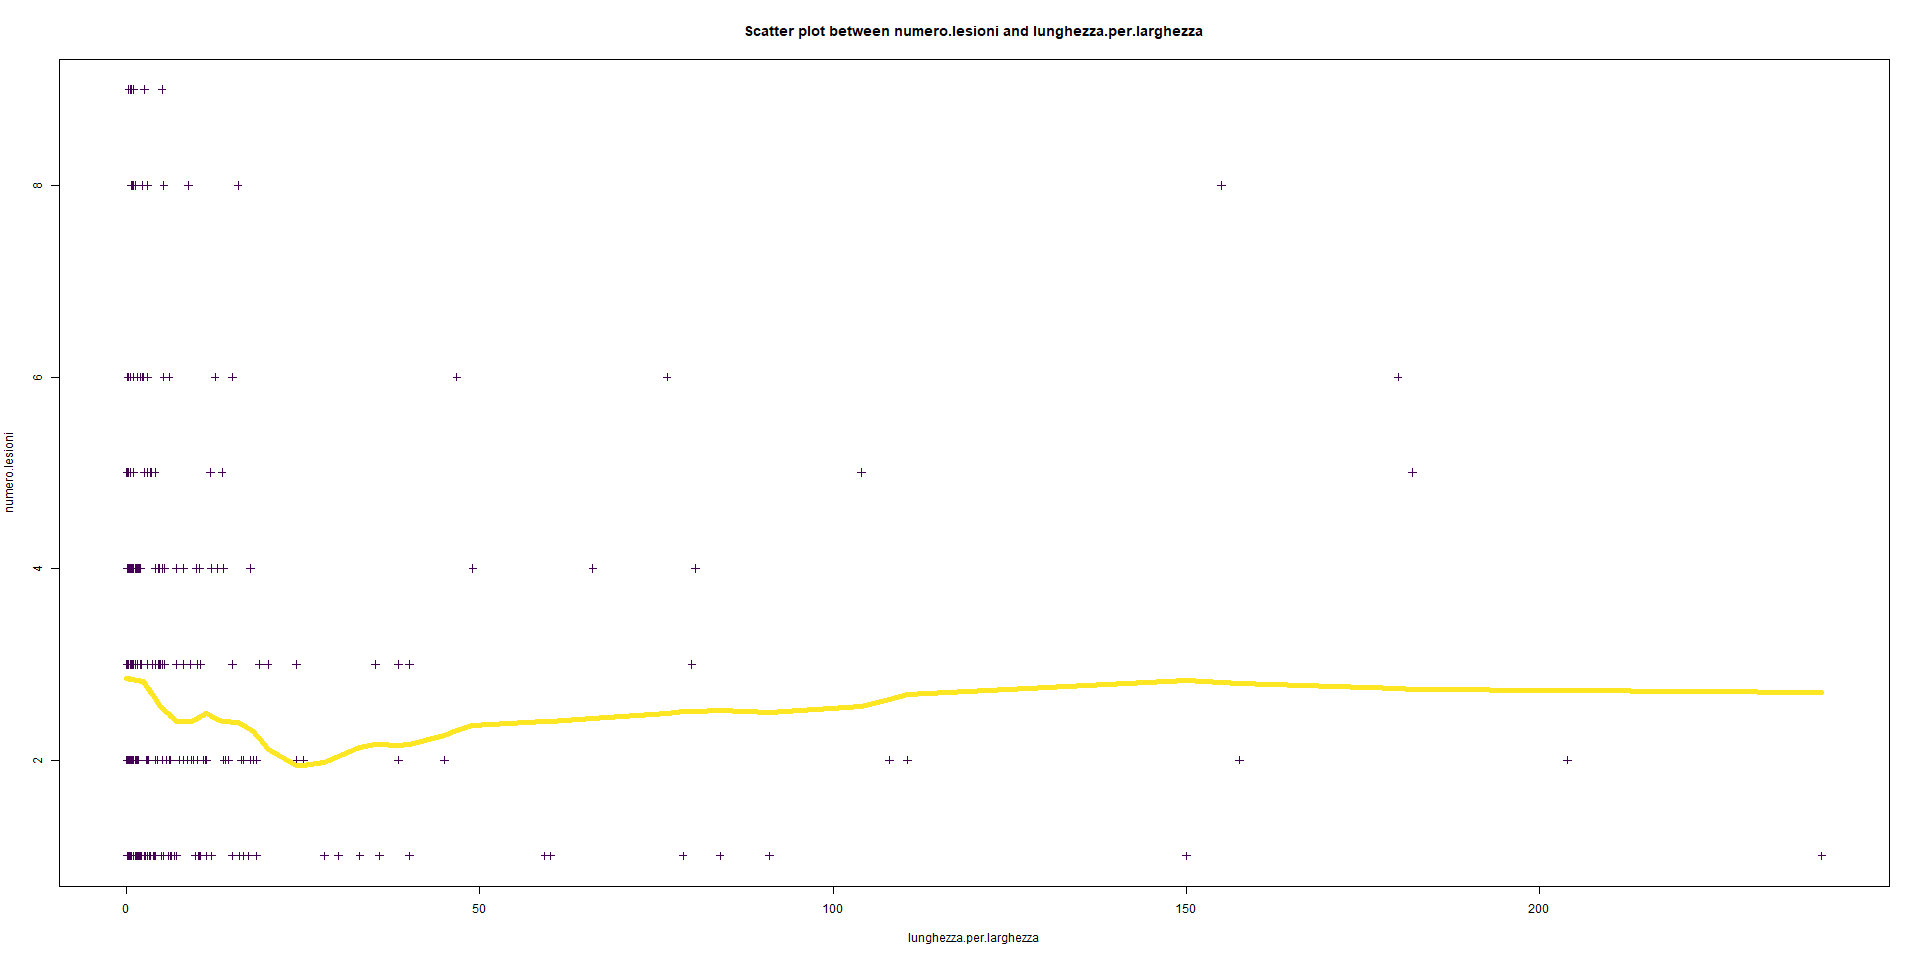 Scatter plot between numero.lesioni and lunghezza.per.larghezza
numero.lesioni
8
6
4
2
0 50 100 150 200
lunghezza.per.larghezza